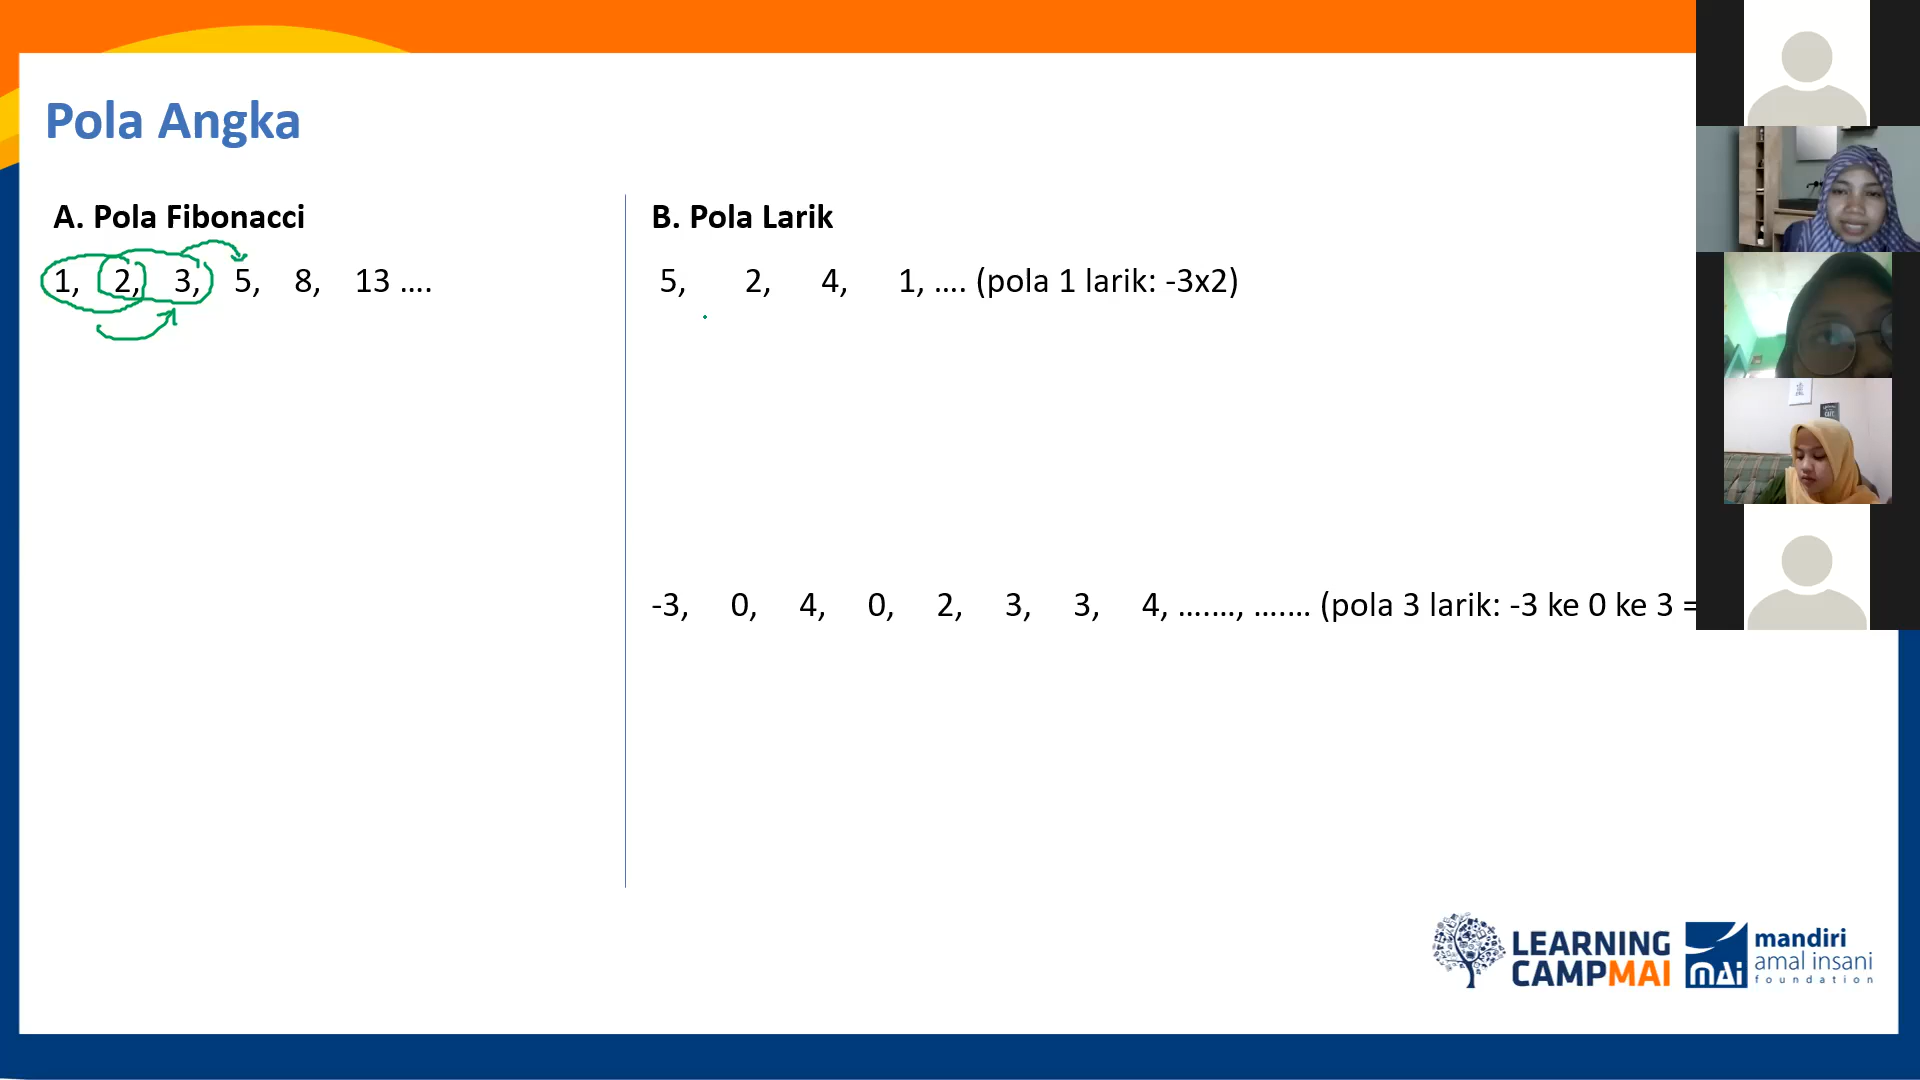 Pola Angka
A. Pola Fibonacci
1, 2, 3, 5, 8, 13 ....
B. Pola Larik
5, 2, 4, 1, .... (pola 1 larik: -3x2)
-3, 0, 4, 0, 2, 3, 3, 4, ......., ....... (pola 3 larik: -3 ke 0 ke 3 =
LEARNING
CAMPMAI
mai
mandiri
amal insani
foundation